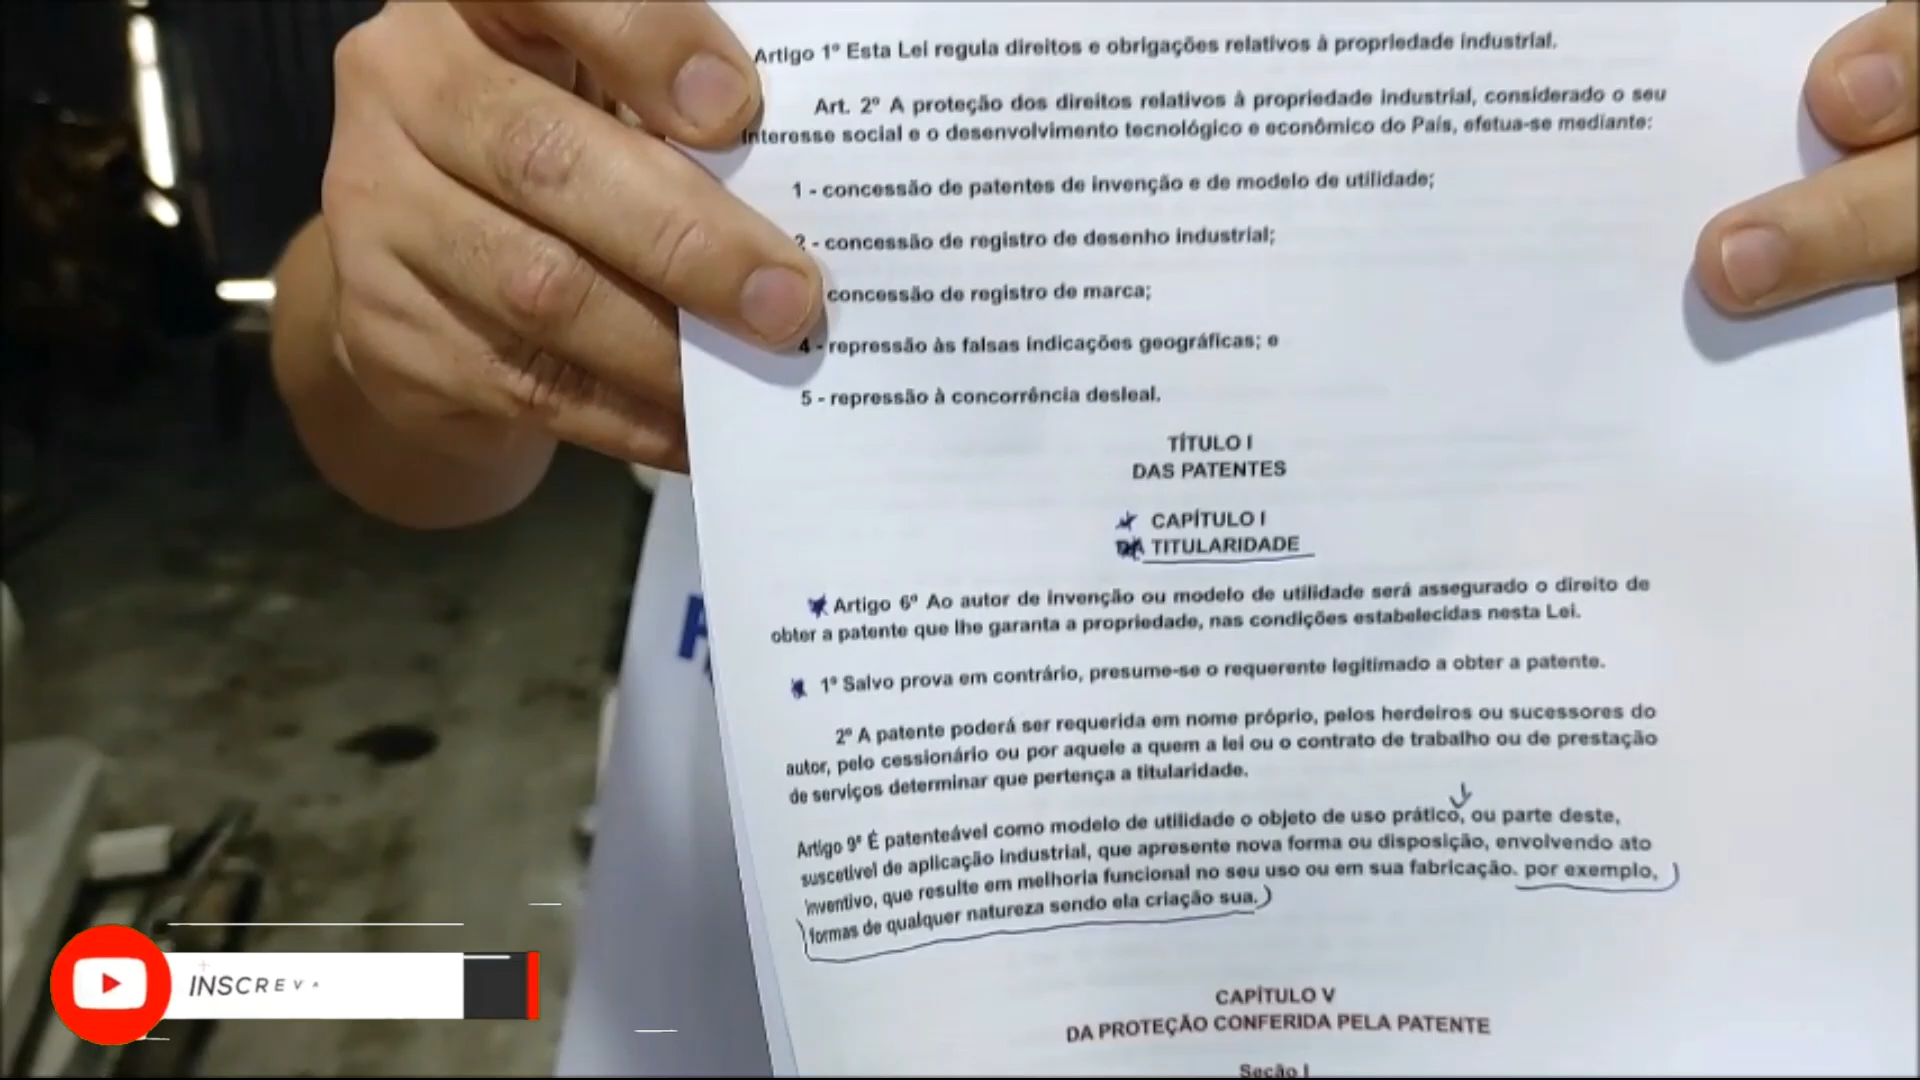 Artigo 1º Esta Lei regula direitos e obrigações relativos à propriedade industrial.
Art. 2º A proteção dos direitos relativos à propriedade industrial, considerado o seu
interesse social e o desenvolvimento tecnológico e econômico do País, efetua-se mediante:
1 - concessão de patentes de invenção e de modelo de utilidade;
2 - concessão de registro de desenho industrial;
concessão de registro de marca;
4 - repressão às falsas indicações geográficas; e
5 - repressão à concorrência desleal.
TÍTULO I
DAS PATENTES
CAPÍTULO I
DA TITULARIDADE
Artigo 6º Ao autor de invenção ou modelo de utilidade será assegurado o direito de
obter a patente que lhe garanta a propriedade, nas condições estabelecidas nesta Lei.
1º Salvo prova em contrário, presume-se o requerente legitimado a obter a patente.
2º A patente poderá ser requerida em nome próprio, pelos herdeiros ou sucessores do
autor, pelo cessionário ou por aquele a quem a lei ou o contrato de trabalho ou de prestação
de serviços determinar que pertença a titularidade.
Artigo 9º É patenteável como modelo de utilidade o objeto de uso prático, ou parte deste,
suscetível de aplicação industrial, que apresente nova forma ou disposição, envolvendo ato
inventivo, que resulte em melhoria funcional no seu uso ou em sua fabricação. por exemplo,
formas de qualquer natureza sendo ela criação sua.
CAPÍTULO V
DA PROTEÇÃO CONFERIDA PELA PATENTE
Seção I
INSCREVA